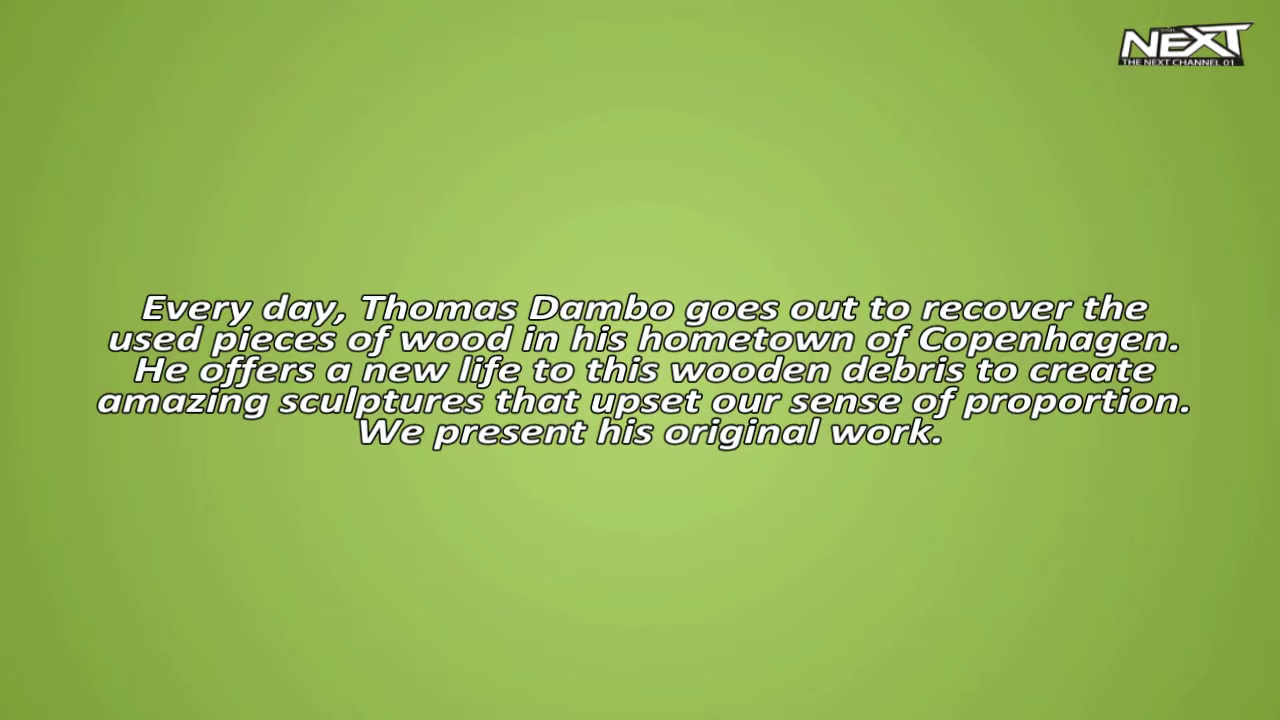 NEXT
THE NEXT CHANNEL 01
Every day, Thomas Dambo goes out to recover the
used pieces of wood in his hometown of Copenhagen.
He offers a new life to this wooden debris to create
amazing sculptures that upset our sense of proportion.
We present his original work.